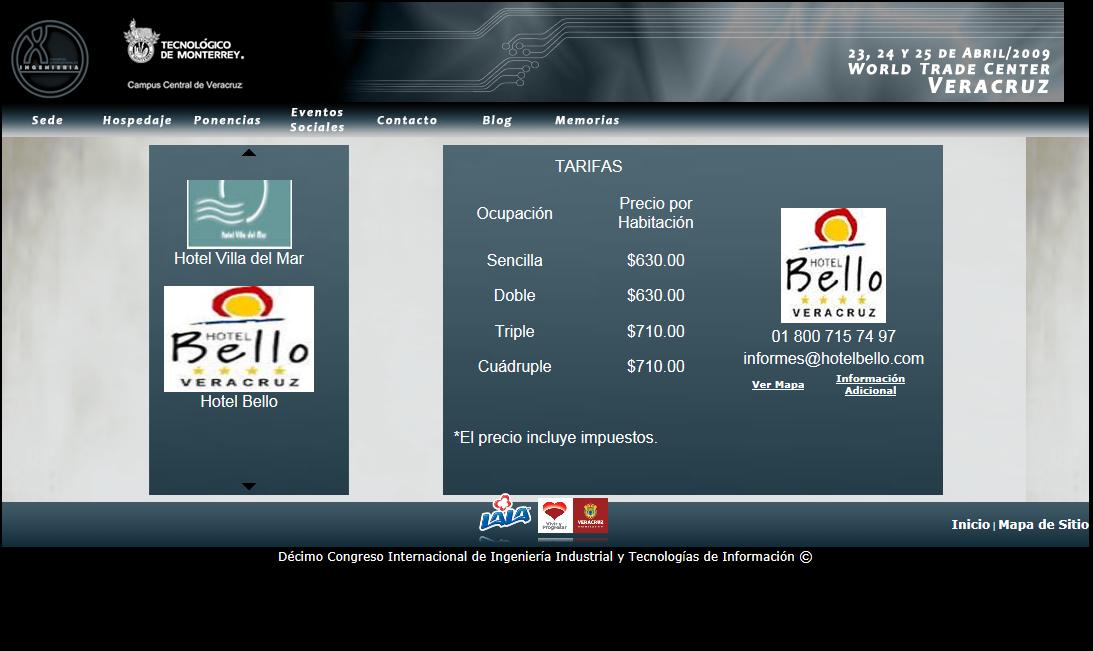 INGENIERIA
TECNOLÓGICO
DE MONTERREY.
Campus Central de Veracruz
23, 24 Y 25 DE ABRIL/2009
WORLD TRADE CENTER
VERACRUZ
Sede
Hospedaje
Ponencias
Eventos
Sociales
Contacto
Blog
Memorias
hotel Villa del Mar
Hotel Villa del Mar
HOTEL
Bello
VERACRUZ
Hotel Bello
TARIFAS
Ocupación
Precio por
Habitación
Sencilla $630.00
Doble $630.00
Triple $710.00
Cuádruple $710.00
*El precio incluye impuestos.
HOTEL
Bello
VERACRUZ
01 800 715 74 97
informes@hotelbello.com
Ver Mapa
Información
Adicional
LALA
VERACRUZ
Inicio | Mapa de Sitio
Décimo Congreso Internacional de Ingeniería Industrial y Tecnologías de Información ©